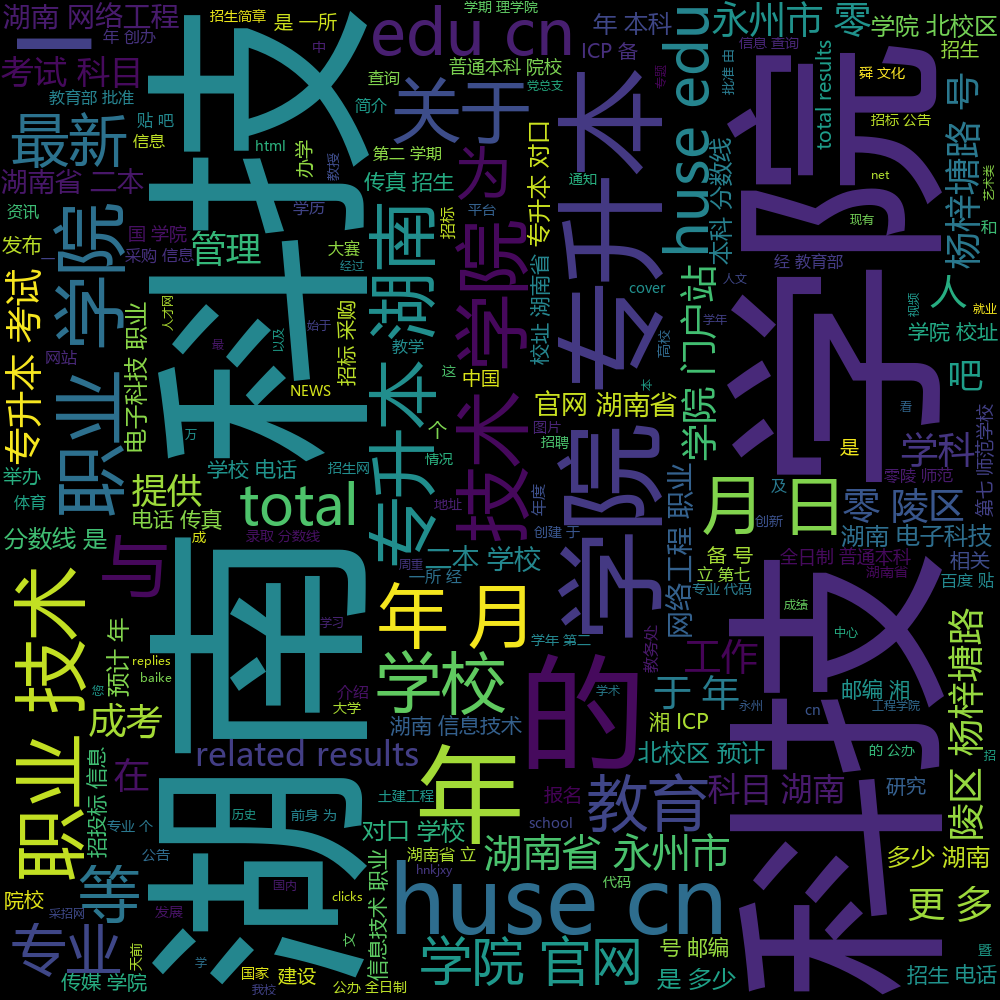 湖南 科技
科技 学院
年
的
huse cn
专升本
学院
技术 学院
职业 技术
职业 学院
专升本 湖南
年 月
月 日
学校
教育
total
huse edu
edu cn
关于
最新
专业
等
与
为
学院 官网
湖南省 永州市
related results
管理
提供
成考
在
人
吧
工作
更多
学科
于 年
零 陵区
科目 湖南
考试 科目
专升本 考试
湖南 网络工程
湖南省 二本
永州市 零
杨梓塘路 号
陵区 杨梓塘路
学院 门户站
网络工程 职业
本科 分数线
二本 学校
官网 湖南省
湖南 电子科技
电子科技 职业
信息技术 职业
湖南 信息技术
对口 学校
北校区 预计
预计 年
分数线 是
是 多少
多少 湖南
号 邮编
邮编 湘
湘 ICP
ICP 备
备 号
招生 电话
电话 传真
传真 招生
学校 电话
学院 校址
校址 湖南省
学院 北校区
专升本 对口
招标 采购
招投标 信息
采购 信息
传媒 学院
国 学院
院校
发布
举办
体育
网站
资讯
贴 吧
信息
教育部 批准
年 创办
招生简章
是 一所
年 本科
普通本科 院校
学期 理学院
党总支
第二 学期
查询
简介
html
办学
教授
学历
大赛
经过
平台
招标
教学
中国
NEWS
个
这
情况
地址
图片
招聘
通知
cover
高校
人文
学年
信息 查询
批准 由
total results
专题
舜 文化
招标 公告
招生
net
艺术类
现有
和
经 教育部
视频
就业
看
是
零陵 师范
第七 师范学校
及
创新
全日制 普通本科
湖南省
相关
百度 贴
立 第七
专业 代码
成绩
中心
创建 于
年度
一所 经
学年 第二
教务处
学术
永州
cn
工程学院
的 公办
研究
招
暨
报名
school
代码
湖南省 立
hnkjxy
土建工程
介绍
大学
学习
周重
录取 分数线
招生网
成
万
以及
始于
人才网
replies
baike
历史
前身 为
专业 个
公告
采招网
发展
国内
clicks
文
学
国家
建设
我校
公办 全日制
天前
中
本